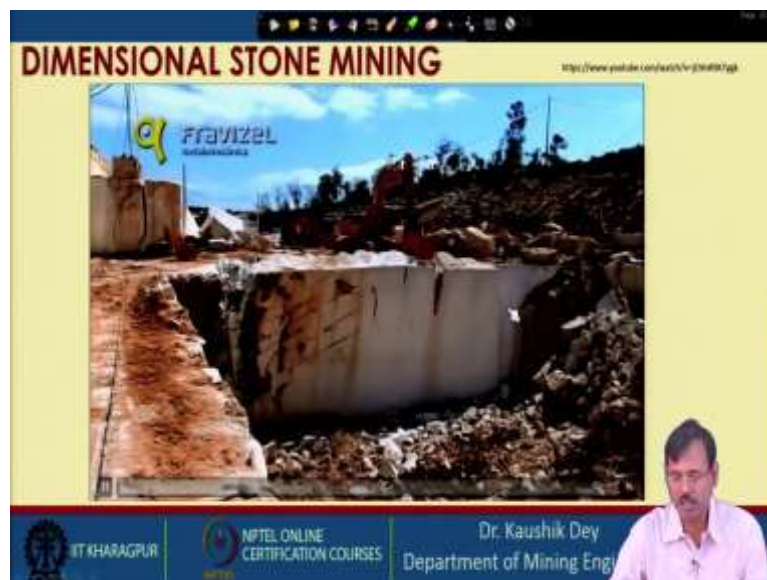 DIMENSIONAL STONE MINING
FRAVIZEL
IIT KHARAGPUR
NPTEL ONLINE
CERTIFICATION COURSES
Dr. Kaushik Dey
Department of Mining Engi